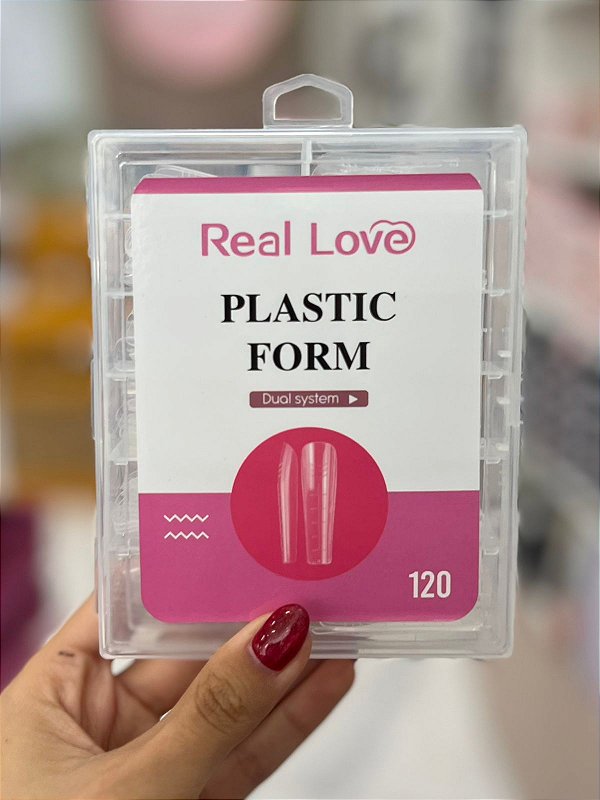 Real Love
PLASTIC
FORM
Dual system
120